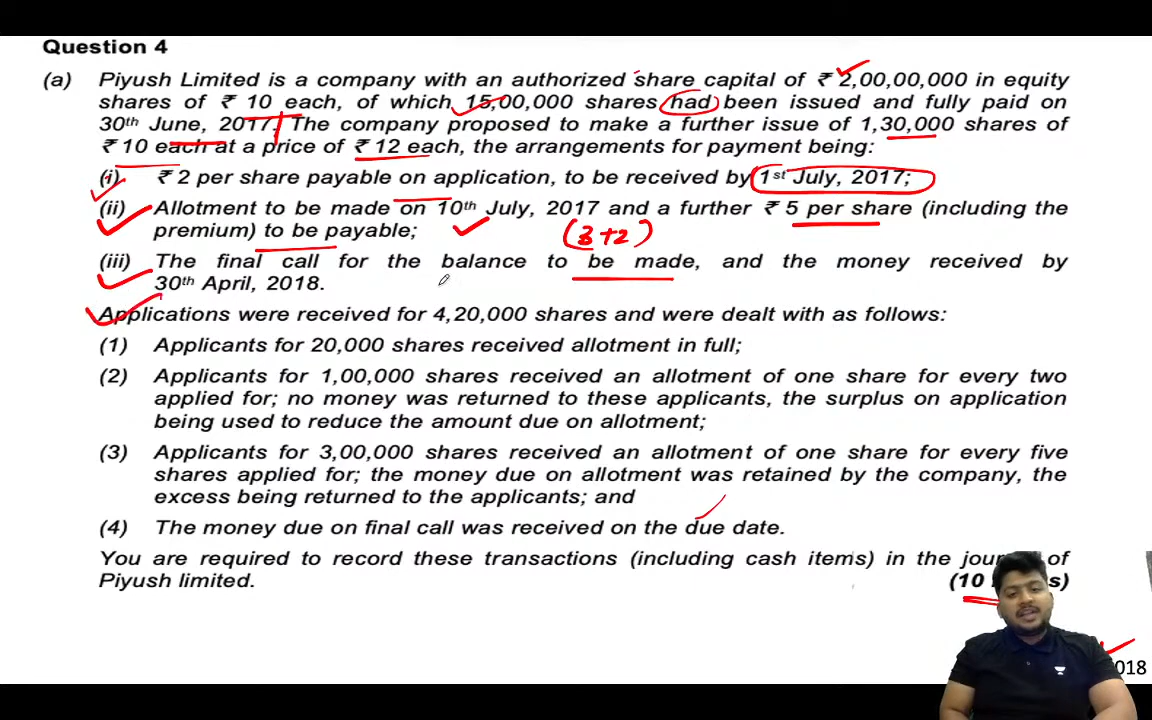 Question 4
(a) Piyush Limited is a company with an authorized share capital of ₹ 2,00,00,000 in equity
shares of ₹ 10 each, of which 15,00,000 shares had been issued and fully paid on
30th June, 2017. The company proposed to make a further issue of 1,30,000 shares of
₹ 10 each at a price of ₹ 12 each, the arrangements for payment being:
(i) ₹ 2 per share payable on application, to be received by 1st July, 2017;
(ii) Allotment to be made on 10th July, 2017 and a further ₹ 5 per share (including the
premium) to be payable;
(3+2)
(iii) The final call for the balance to be made, and the money received by
30th April, 2018.
Applications were received for 4,20,000 shares and were dealt with as follows:
(1) Applicants for 20,000 shares received allotment in full;
(2) Applicants for 1,00,000 shares received an allotment of one share for every two
applied for; no money was returned to these applicants, the surplus on application
being used to reduce the amount due on allotment;
(3) Applicants for 3,00,000 shares received an allotment of one share for every five
shares applied for; the money due on allotment was retained by the company, the
excess being returned to the applicants; and
(4) The money due on final call was received on the due date.
You are required to record these transactions (including cash items) in the of
Piyush limited. (10
018